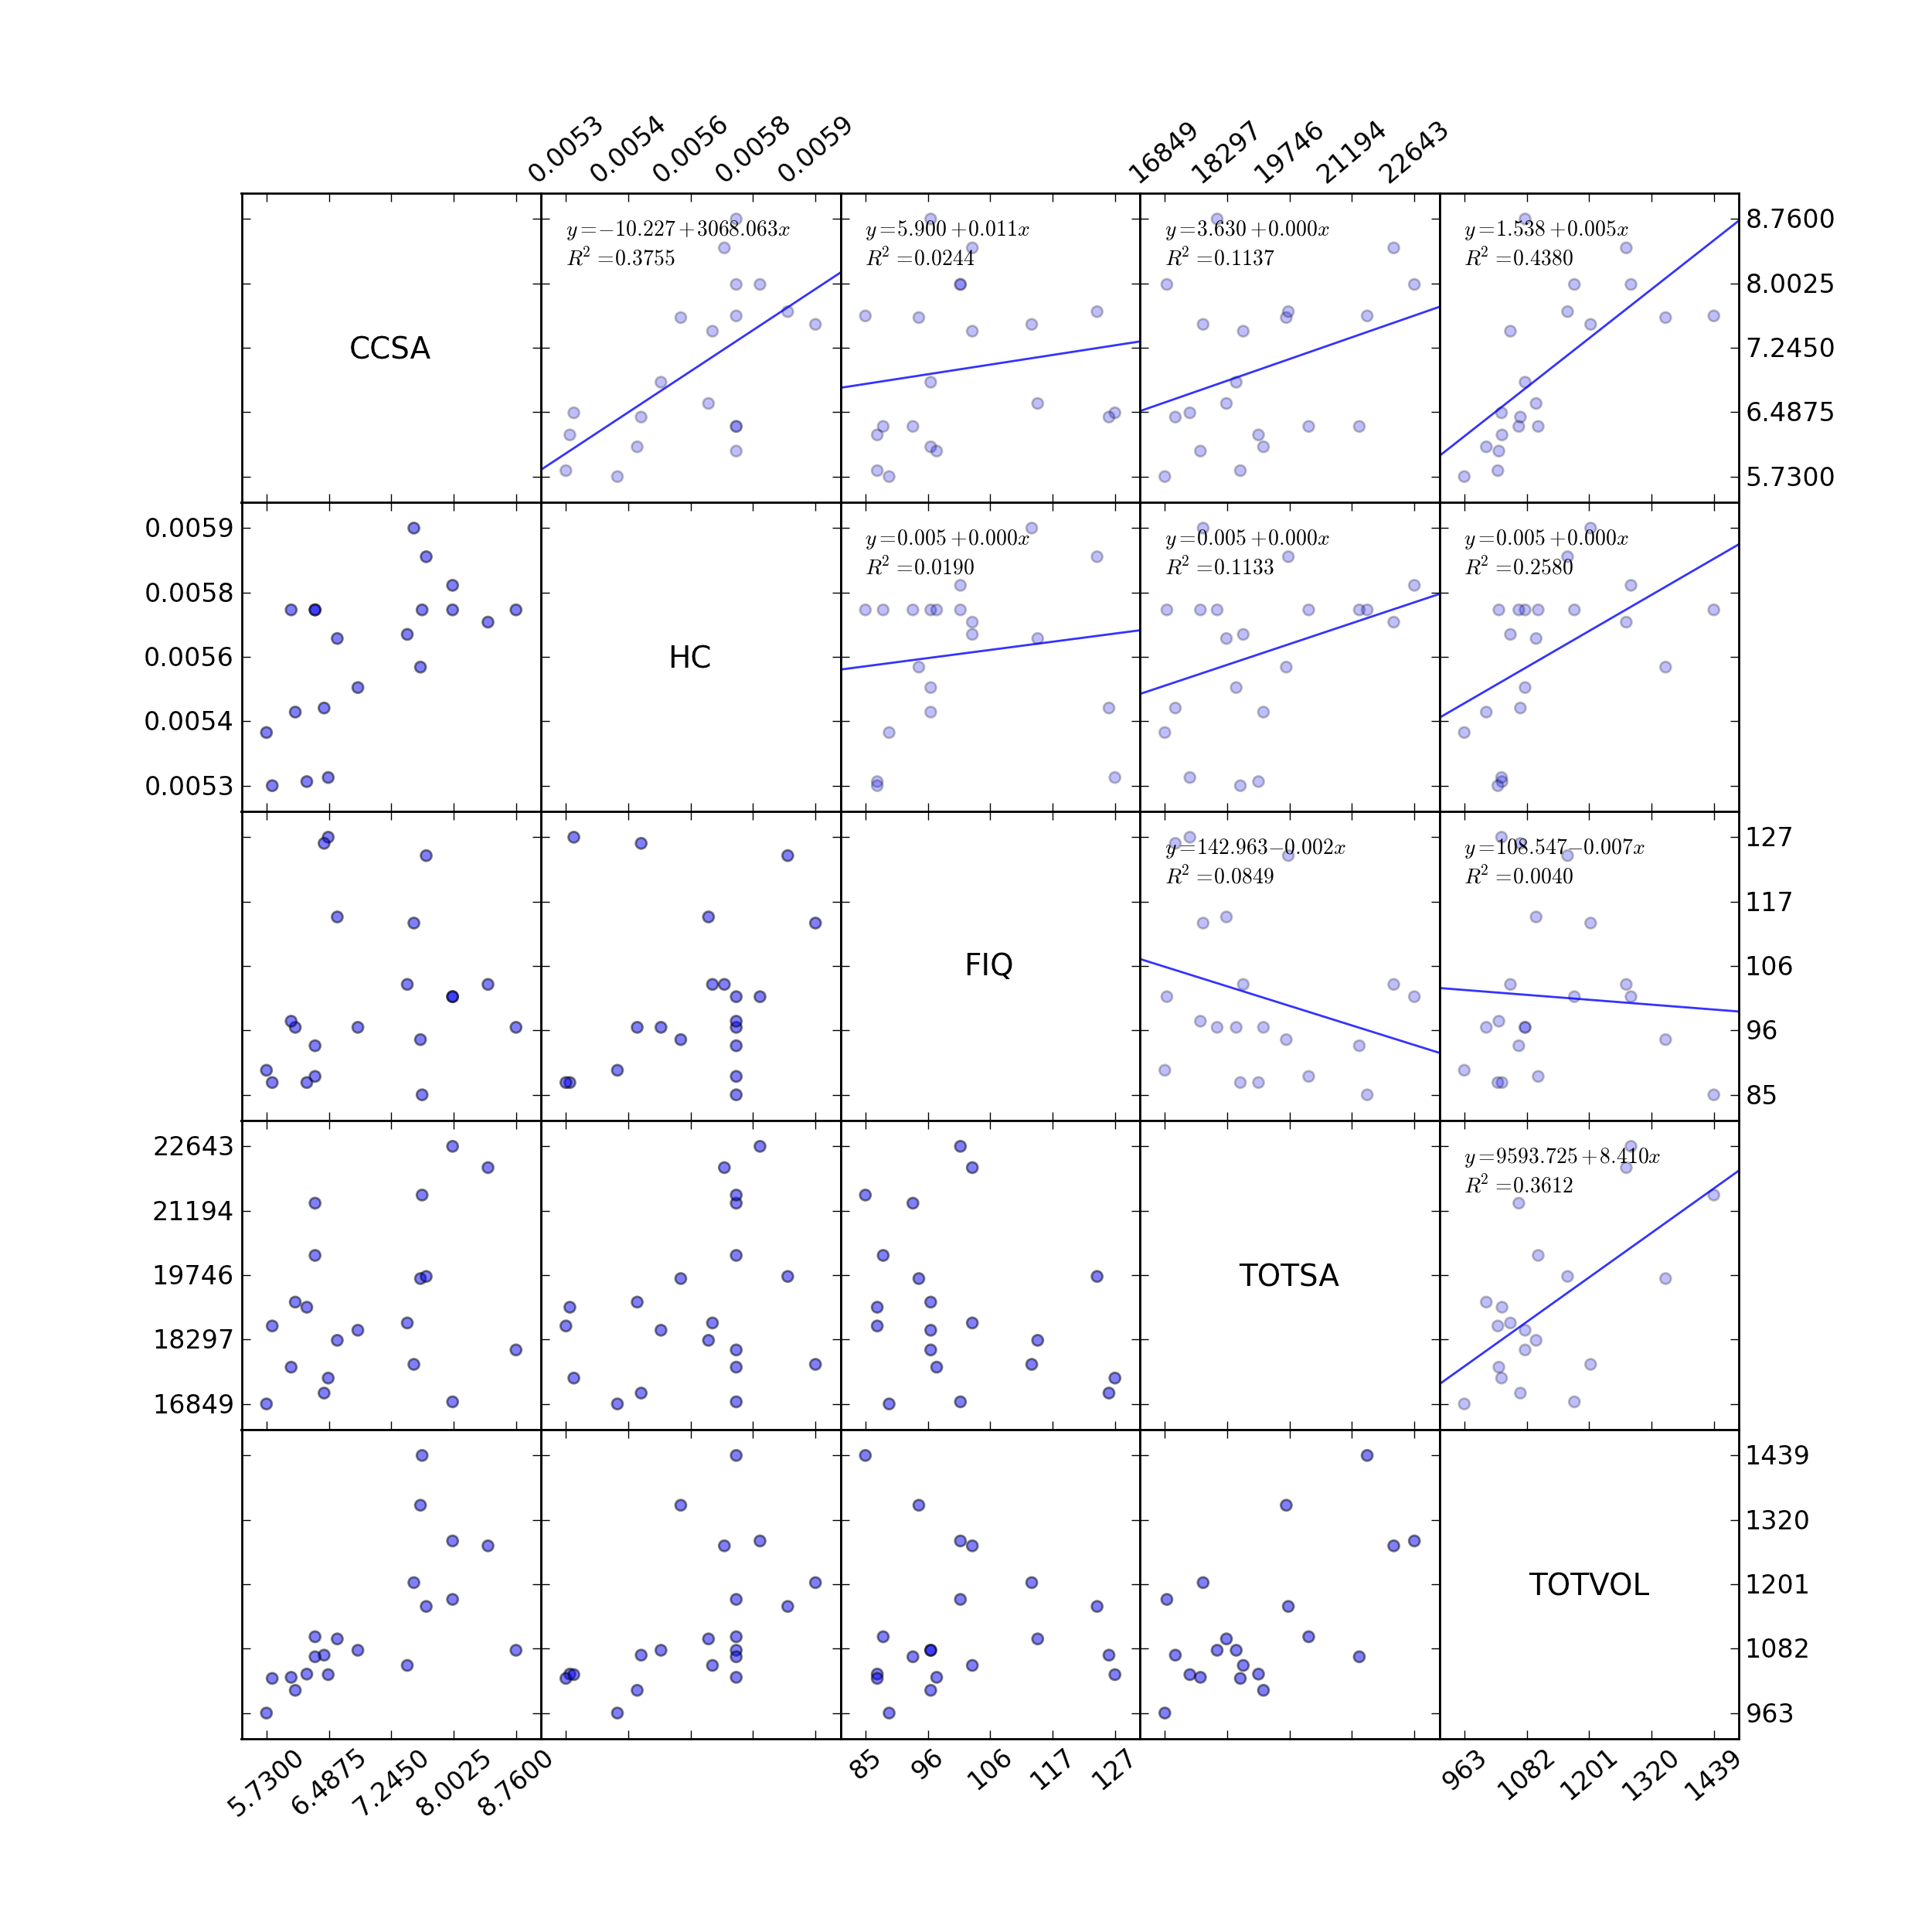 0.0053 0.0054 0.0056 0.0058 0.0059 16849 18297 19746 21194 22643
y=−10.227+3068.063x y=5.900+0.011x y=3.630+0.000x y=1.538+0.005x 8.7600
R² =0.3755 R² =0.0244 R² =0.1137 R² =0.4380
8.0025
CCSA 7.2450
6.4875
5.7300
0.0059 y=0.005+0.000x y=0.005+0.000x y=0.005+0.000x
R² =0.0190 R² =0.1133 R² =0.2580
0.0058
0.0056 HC
0.0054
0.0053
127
y=142.963−0.002x y=108.547−0.007x
R² =0.0849 R² =0.0040
117
FIQ 106
96
85
22643 y=9593.725+8.410x
R² =0.3612
21194
19746 TOTSA
18297
16849
1439
1320
TOTVOL 1201
1082
963
5.7300 6.4875 7.2450 8.0025 8.7600 85 96 106 117 127 963 1082 1201 1320 1439